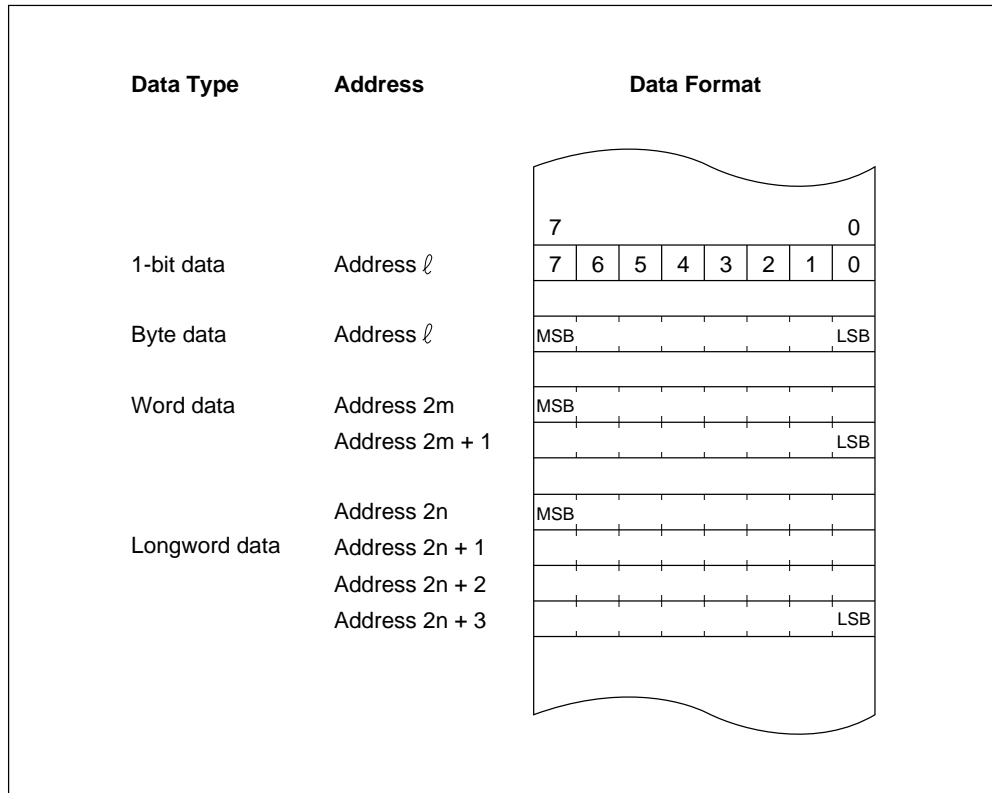 Data Type Address Data Format
7 0
1-bit data Address ℓ 7 6 5 4 3 2 1 0
Byte data Address ℓ MSB LSB
Word data Address 2m MSB
Address 2m + 1 LSB
Address 2n MSB
Longword data Address 2n + 1
Address 2n + 2
Address 2n + 3 LSB